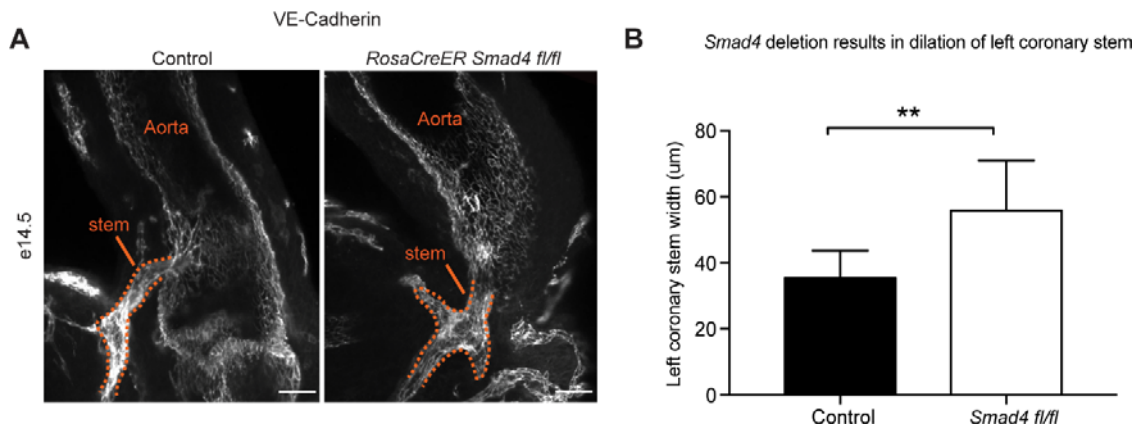 VE-Cadherin
A
Control
RosaCreER Smad4 fl/fl
e14.5
Aorta
stem
Aorta
stem
B
Smad4 deletion results in dilation of left coronary stem
**
Left coronary stem width (um)
80
60
40
20
0
Control
Smad4 fl/fl